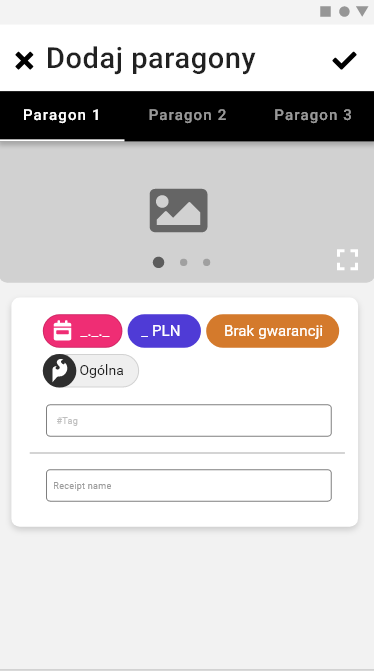 Dodaj paragony
Paragon 1 Paragon 2 Paragon 3
_._._ _ PLN Brak gwarancji
Ogólna
#Tag
Receipt name